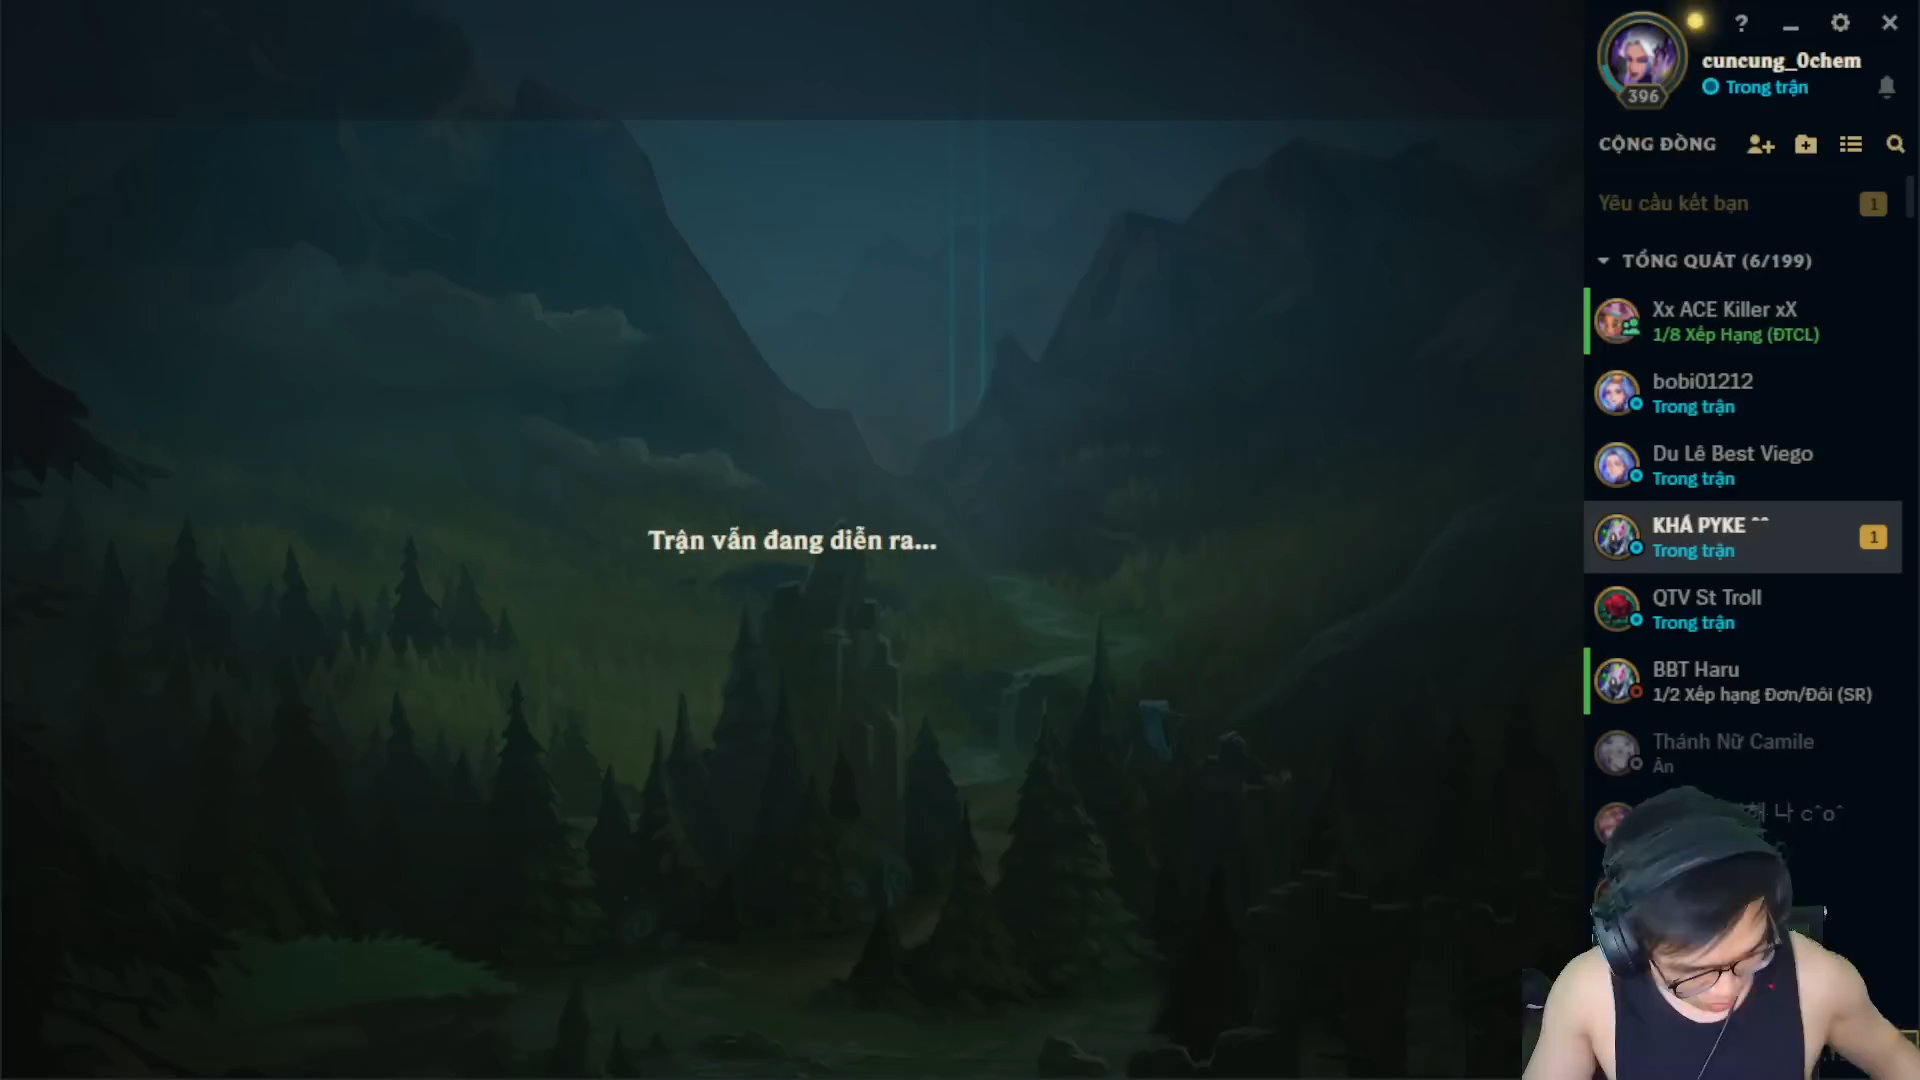 ?
cuncung_0chem
Trong trận
396
CỘNG ĐỒNG
Yêu cầu kết bạn
1
TỔNG QUÁT (6/199)
Xx ACE Killer xX
1/8 Xếp Hạng (ĐTCL)
bobi01212
Trong trận
Du Lê Best Viego
Trong trận
KHÁ PYKE ^^
Trong trận
1
QTV St Troll
Trong trận
BBT Haru
1/2 Xếp hạng Đơn/Đôi (SR)
Thánh Nữ Camile
Ẩn
나 c^o^
Trận vẫn đang diễn ra...